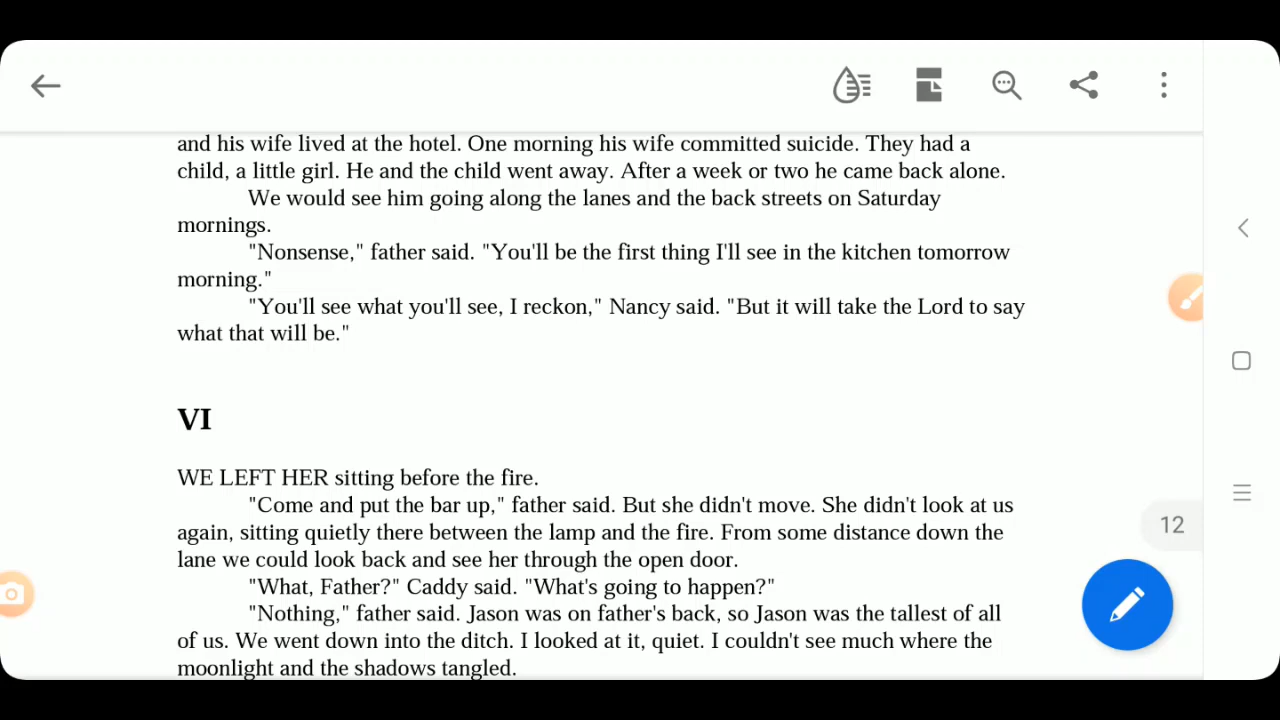 and his wife lived at the hotel. One morning his wife committed suicide. They had a
child, a little girl. He and the child went away. After a week or two he came back alone.
We would see him going along the lanes and the back streets on Saturday
mornings.
"Nonsense," father said. "You'll be the first thing I'll see in the kitchen tomorrow
morning."
"You'll see what you'll see, I reckon," Nancy said. "But it will take the Lord to say
what that will be."
VI
WE LEFT HER sitting before the fire.
"Come and put the bar up," father said. But she didn't move. She didn't look at us
again, sitting quietly there between the lamp and the fire. From some distance down the
lane we could look back and see her through the open door.
"What, Father?" Caddy said. "What's going to happen?"
"Nothing," father said. Jason was on father's back, so Jason was the tallest of all
of us. We went down into the ditch. I looked at it, quiet. I couldn't see much where the
moonlight and the shadows tangled.
12